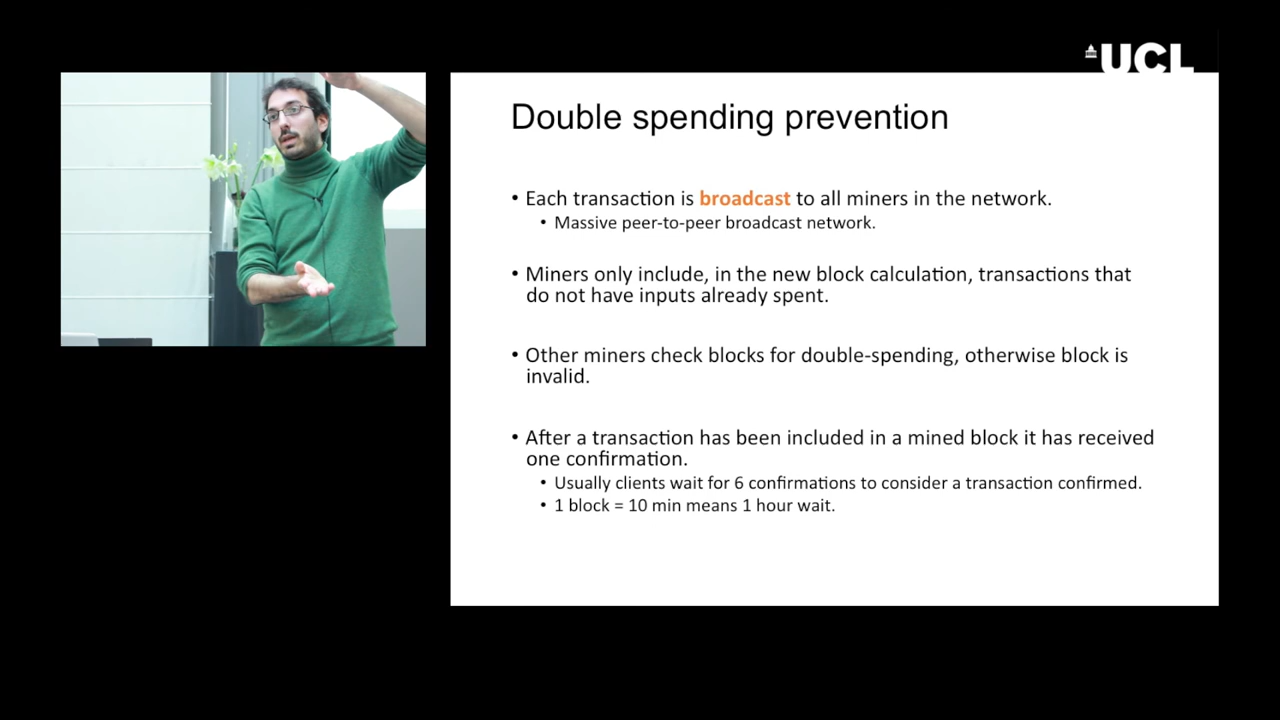 UCL
Double spending prevention
• Each transaction is broadcast to all miners in the network.
• Massive peer-to-peer broadcast network.
• Miners only include, in the new block calculation, transactions that
do not have inputs already spent.
• Other miners check blocks for double-spending, otherwise block is
invalid.
• After a transaction has been included in a mined block it has received
one confirmation.
• Usually clients wait for 6 confirmations to consider a transaction confirmed.
• 1 block = 10 min means 1 hour wait.